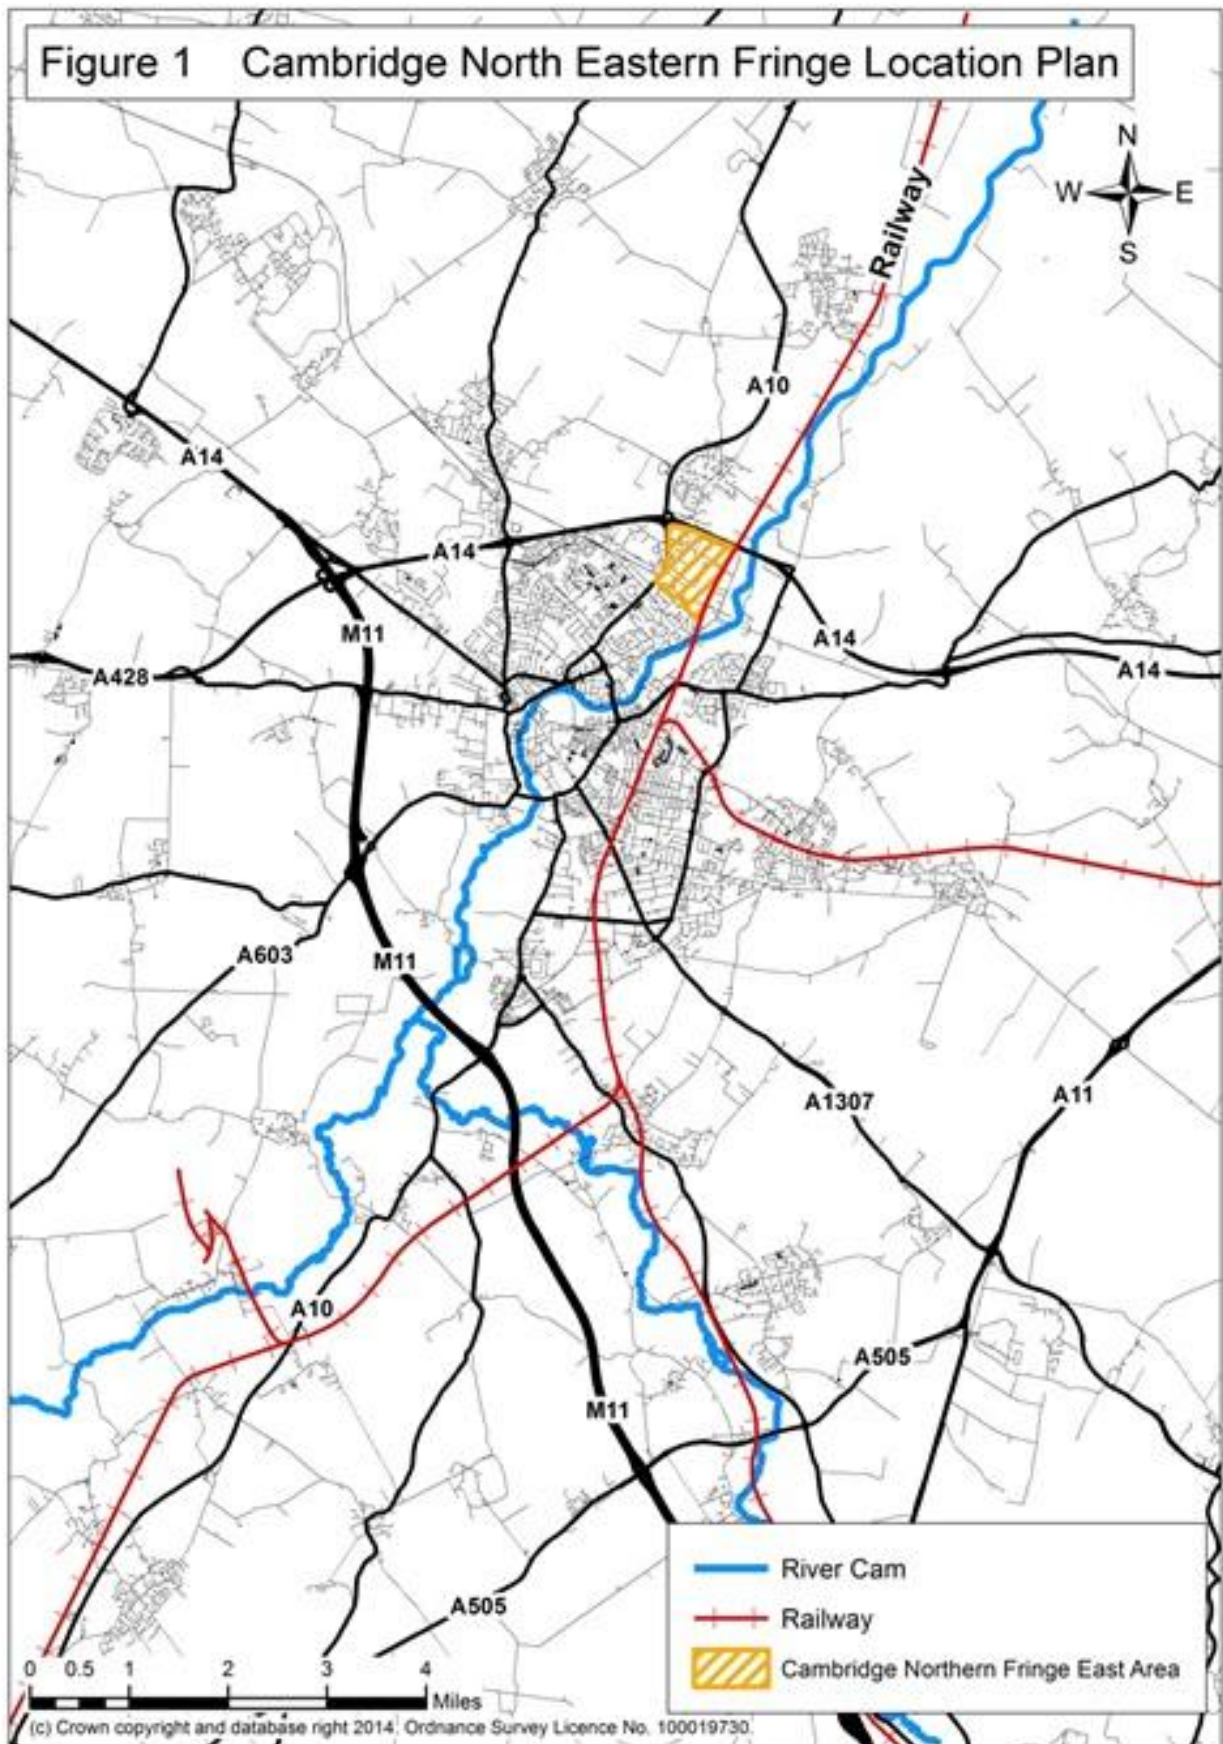 Figure 1 Cambridge North Eastern Fringe Location Plan
N
W E
S
Railway
A10
A14
A14
M11
A14
A14
A428
A603
M11
A1307
A11
A10
A505
M11
A505
River Cam
Railway
Cambridge Northern Fringe East Area
0 0.5 1 2 3 4
Miles
(c) Crown copyright and database right 2014. Ordnance Survey Licence No. 100019730.